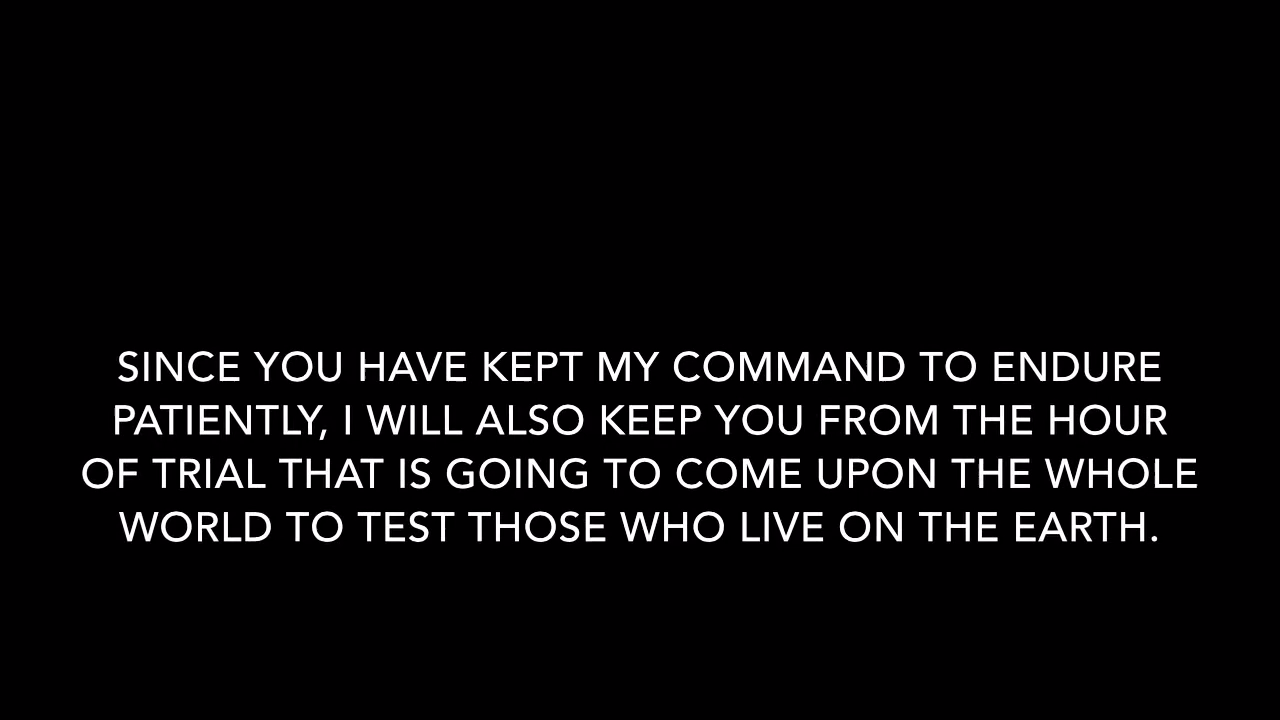 SINCE YOU HAVE KEPT MY COMMAND TO ENDURE
PATIENTLY, I WILL ALSO KEEP YOU FROM THE HOUR
OF TRIAL THAT IS GOING TO COME UPON THE WHOLE
WORLD TO TEST THOSE WHO LIVE ON THE EARTH.